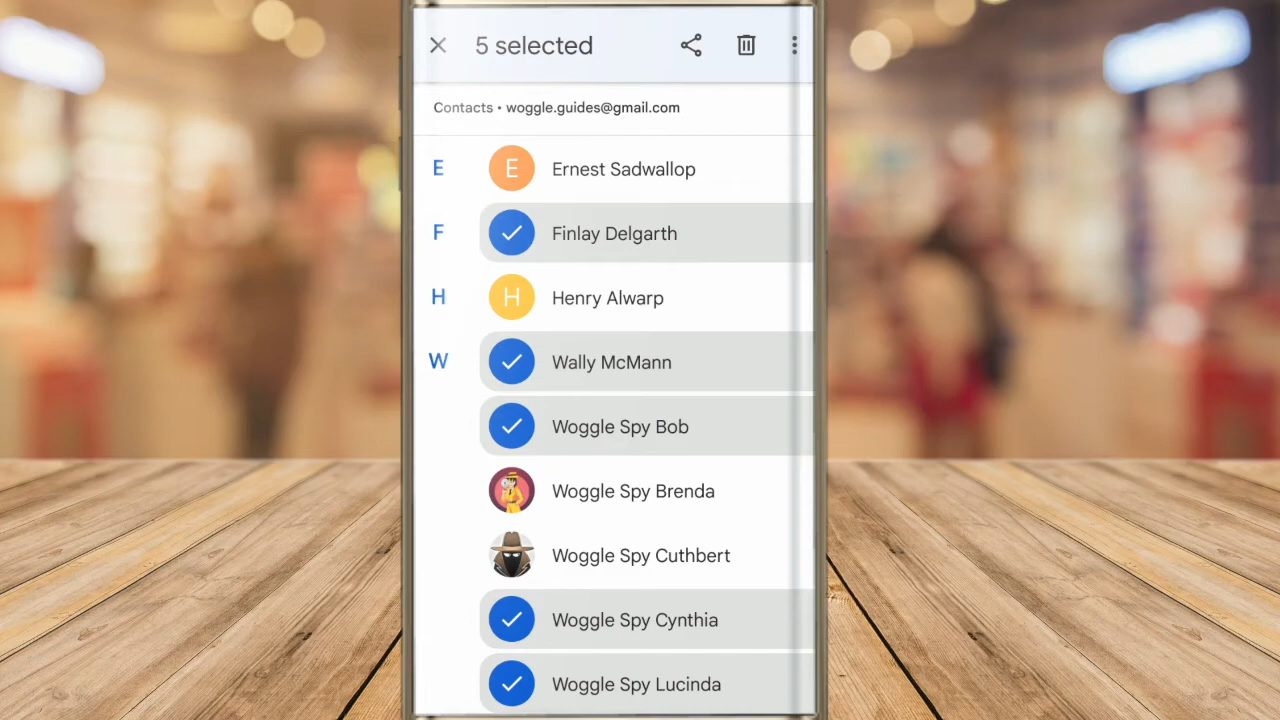 5 selected
Contacts • woggle.guides@gmail.com
E E Ernest Sadwallop
F Finlay Delgarth
H H Henry Alwarp
W Wally McMann
Woggle Spy Bob
Woggle Spy Brenda
Woggle Spy Cuthbert
Woggle Spy Cynthia
Woggle Spy Lucinda